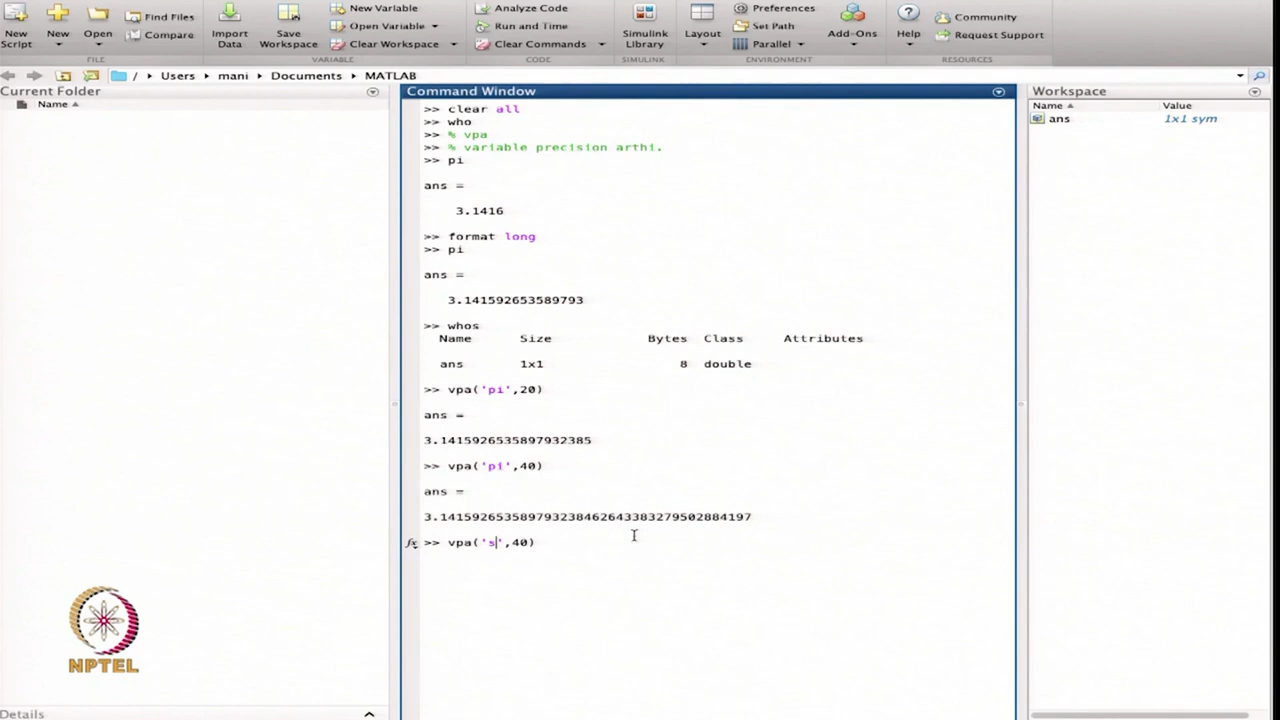 New Script
New
Open
Find Files
Compare
Import Data
Save Workspace
New Variable
Open Variable
Clear Workspace
Analyze Code
Run and Time
Clear Commands
Simulink Library
Layout
Preferences
Set Path
Parallel
Add-Ons
Help
Community
Request Support
FILE
VARIABLE
CODE
SIMULINK
ENVIRONMENT
RESOURCES
/ Users mani Documents MATLAB
Current Folder
Name
Command Window
>> clear all
>> who
>> % vpa
>> % variable precision arthi.
>> pi
ans =
3.1416
>> format long
>> pi
ans =
3.141592653589793
>> whos
Name Size Bytes Class Attributes
ans 1x1 8 double
>> vpa('pi',20)
ans =
3.1415926535897932385
>> vpa('pi',40)
ans =
3.141592653589793238462643383279502884197
fx >> vpa('s',40)
Workspace
Name Value
ans 1x1 sym
NPTEL
Details